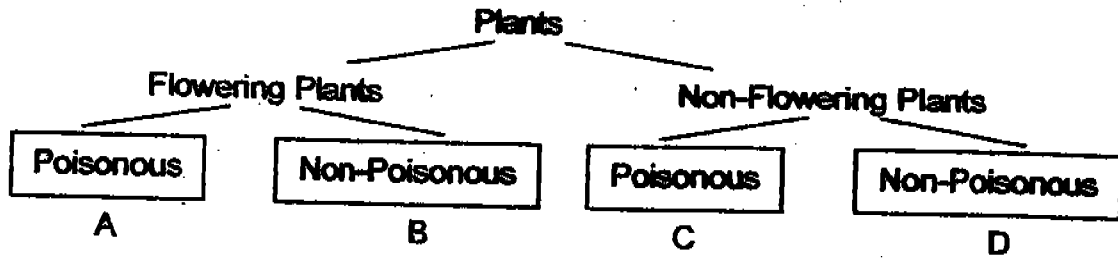 Plants
Flowering Plants
Non-Flowering Plants
Poisonous
Non-Poisonous
Poisonous
Non-Poisonous
A
B
C
D